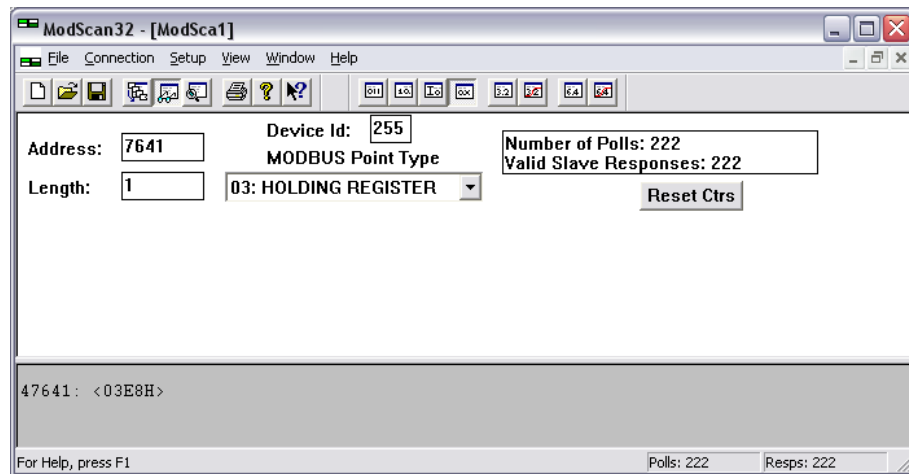 ModScan32 - [ModSca1]
File Connection Setup View Window Help
Address: 7641
Device Id: 255
MODBUS Point Type
Length: 1
03: HOLDING REGISTER
Number of Polls: 222
Valid Slave Responses: 222
Reset Ctrs
47641: <03E8H>
For Help, press F1
Polls: 222
Resps: 222